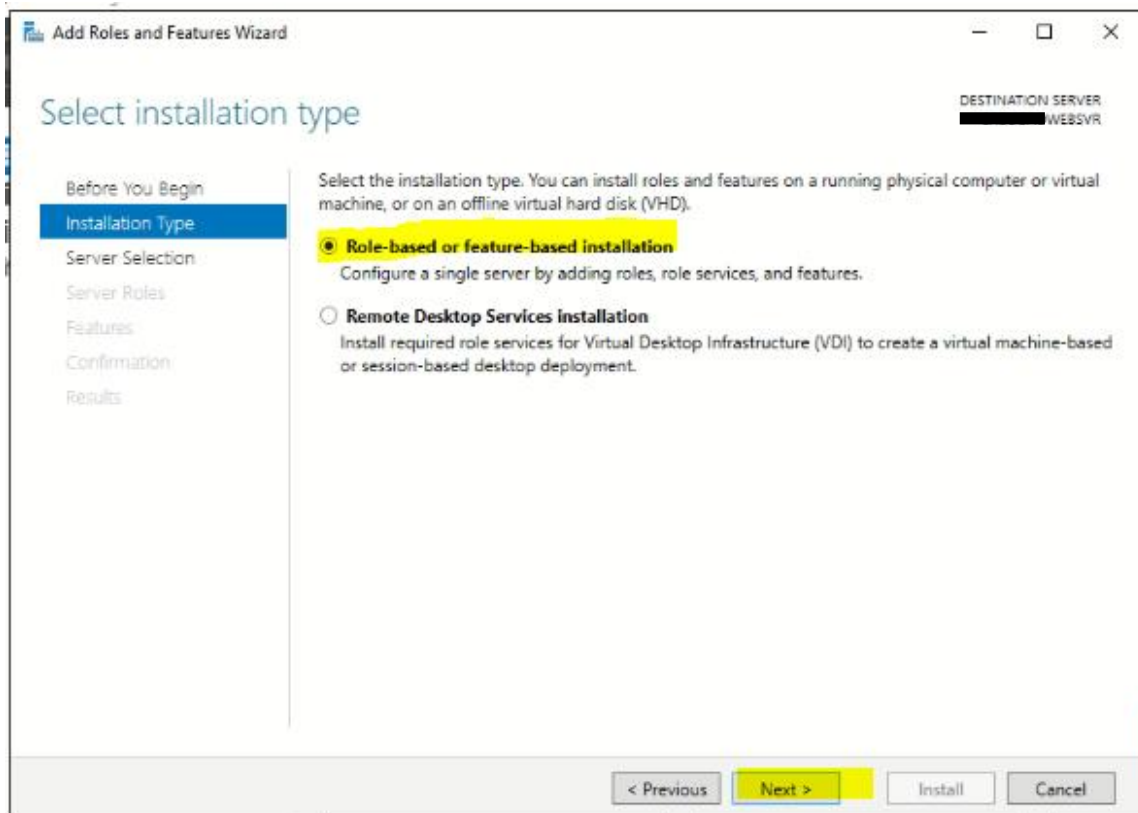 Add Roles and Features Wizard
Select installation type
DESTINATION SERVER
WEBSVR
Before You Begin
Installation Type
Server Selection
Server Roles
Features
Confirmation
Results
Select the installation type. You can install roles and features on a running physical computer or virtual
machine, or on an offline virtual hard disk (VHD).
Role-based or feature-based installation
Configure a single server by adding roles, role services, and features.
Remote Desktop Services installation
Install required role services for Virtual Desktop Infrastructure (VDI) to create a virtual machine-based
or session-based desktop deployment.
< Previous
Next >
Install
Cancel